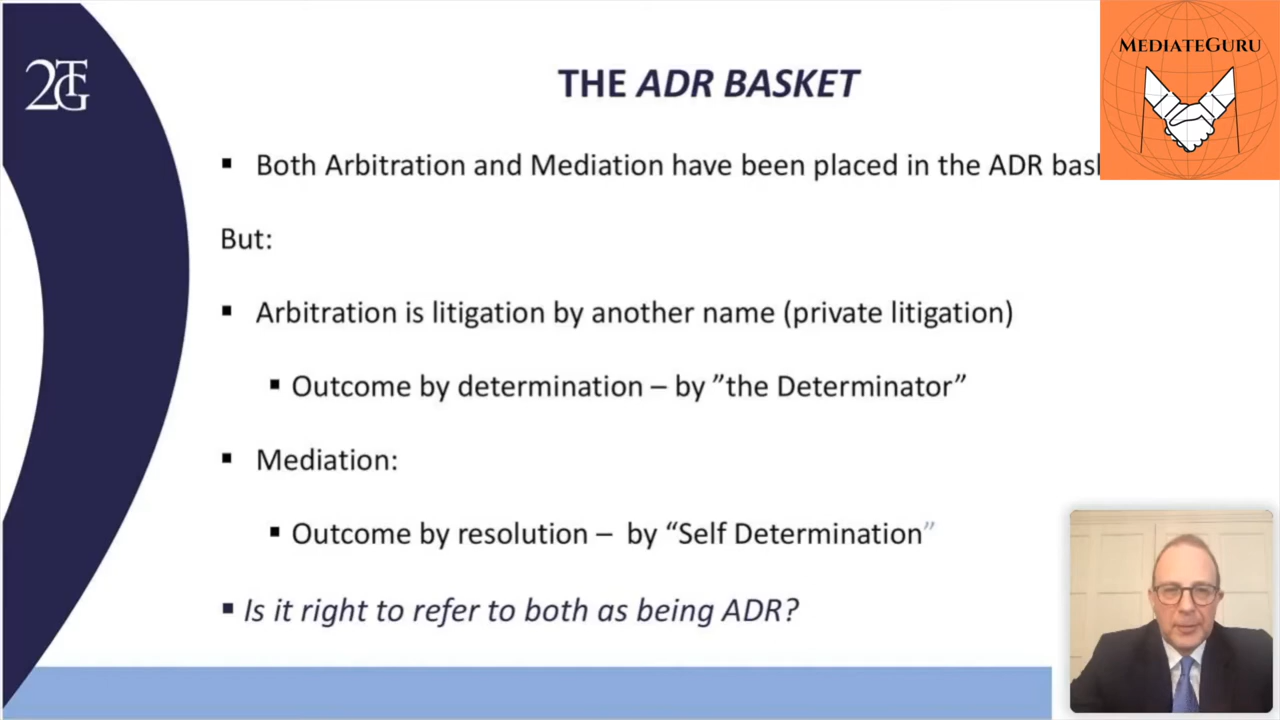 2TG
THE ADR BASKET
MEDIATEGURU
Both Arbitration and Mediation have been placed in the ADR
But:
Arbitration is litigation by another name (private litigation)
Outcome by determination – by ”the Determinator”
Mediation:
Outcome by resolution – by “Self Determination”
Is it right to refer to both as being ADR?